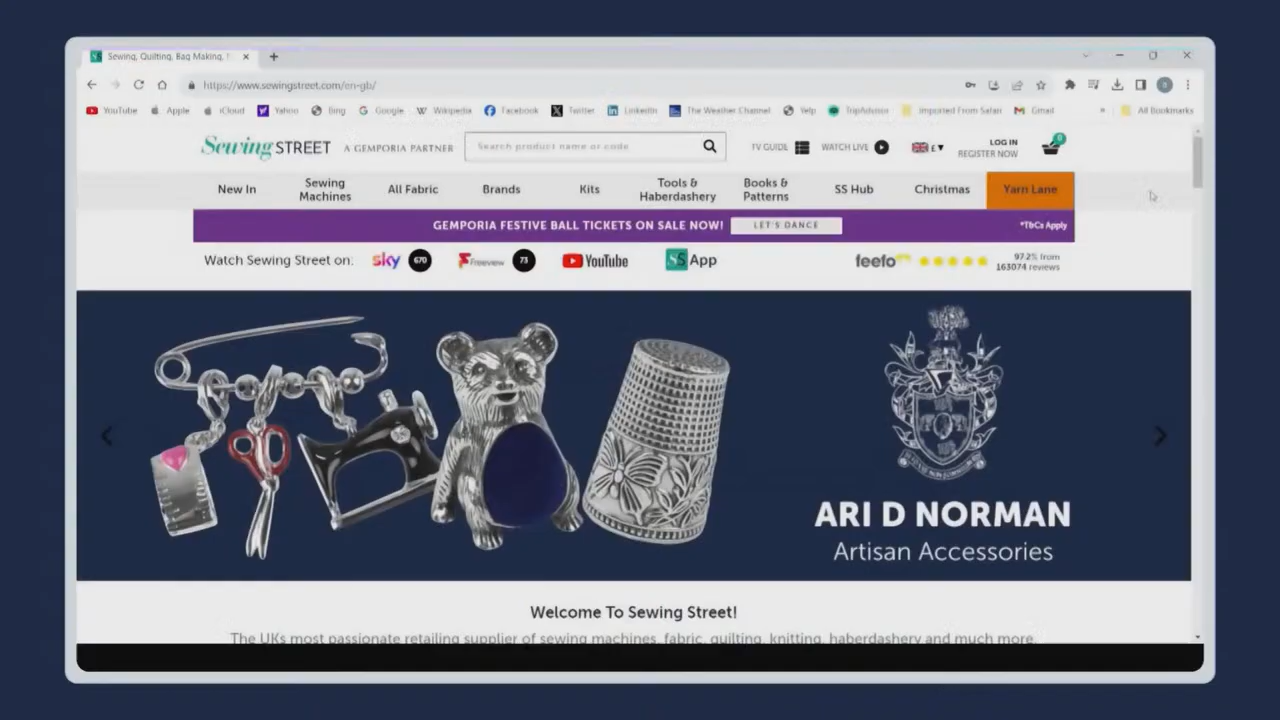 Sewing, Quilting, Bag Making,
https://www.sewingstreet.com/en-gb/
YouTube Apple iCloud Yahoo Bing Google Wikipedia Facebook Twitter LinkedIn The Weather Channel Yelp TripAdvisor Imported From Safari Gmail » All Bookmarks
Sewing STREET A GEMPORIA PARTNER Search product name or code TV GUIDE WATCH LIVE £ LOG IN 0
REGISTER NOW
New In Sewing Machines All Fabric Brands Kits Tools & Haberdashery Books & Patterns SS Hub Christmas Yarn Lane
GEMPORIA FESTIVE BALL TICKETS ON SALE NOW! LET'S DANCE *T&Cs Apply
Watch Sewing Street on: sky 670 Freeview 73 YouTube SS App feefo 97.2% from
163074 reviews
ARI D NORMAN
Artisan Accessories
Welcome To Sewing Street!
The UKs most passionate retailing supplier of sewing machines, fabric, quilting, knitting, haberdashery and much more.